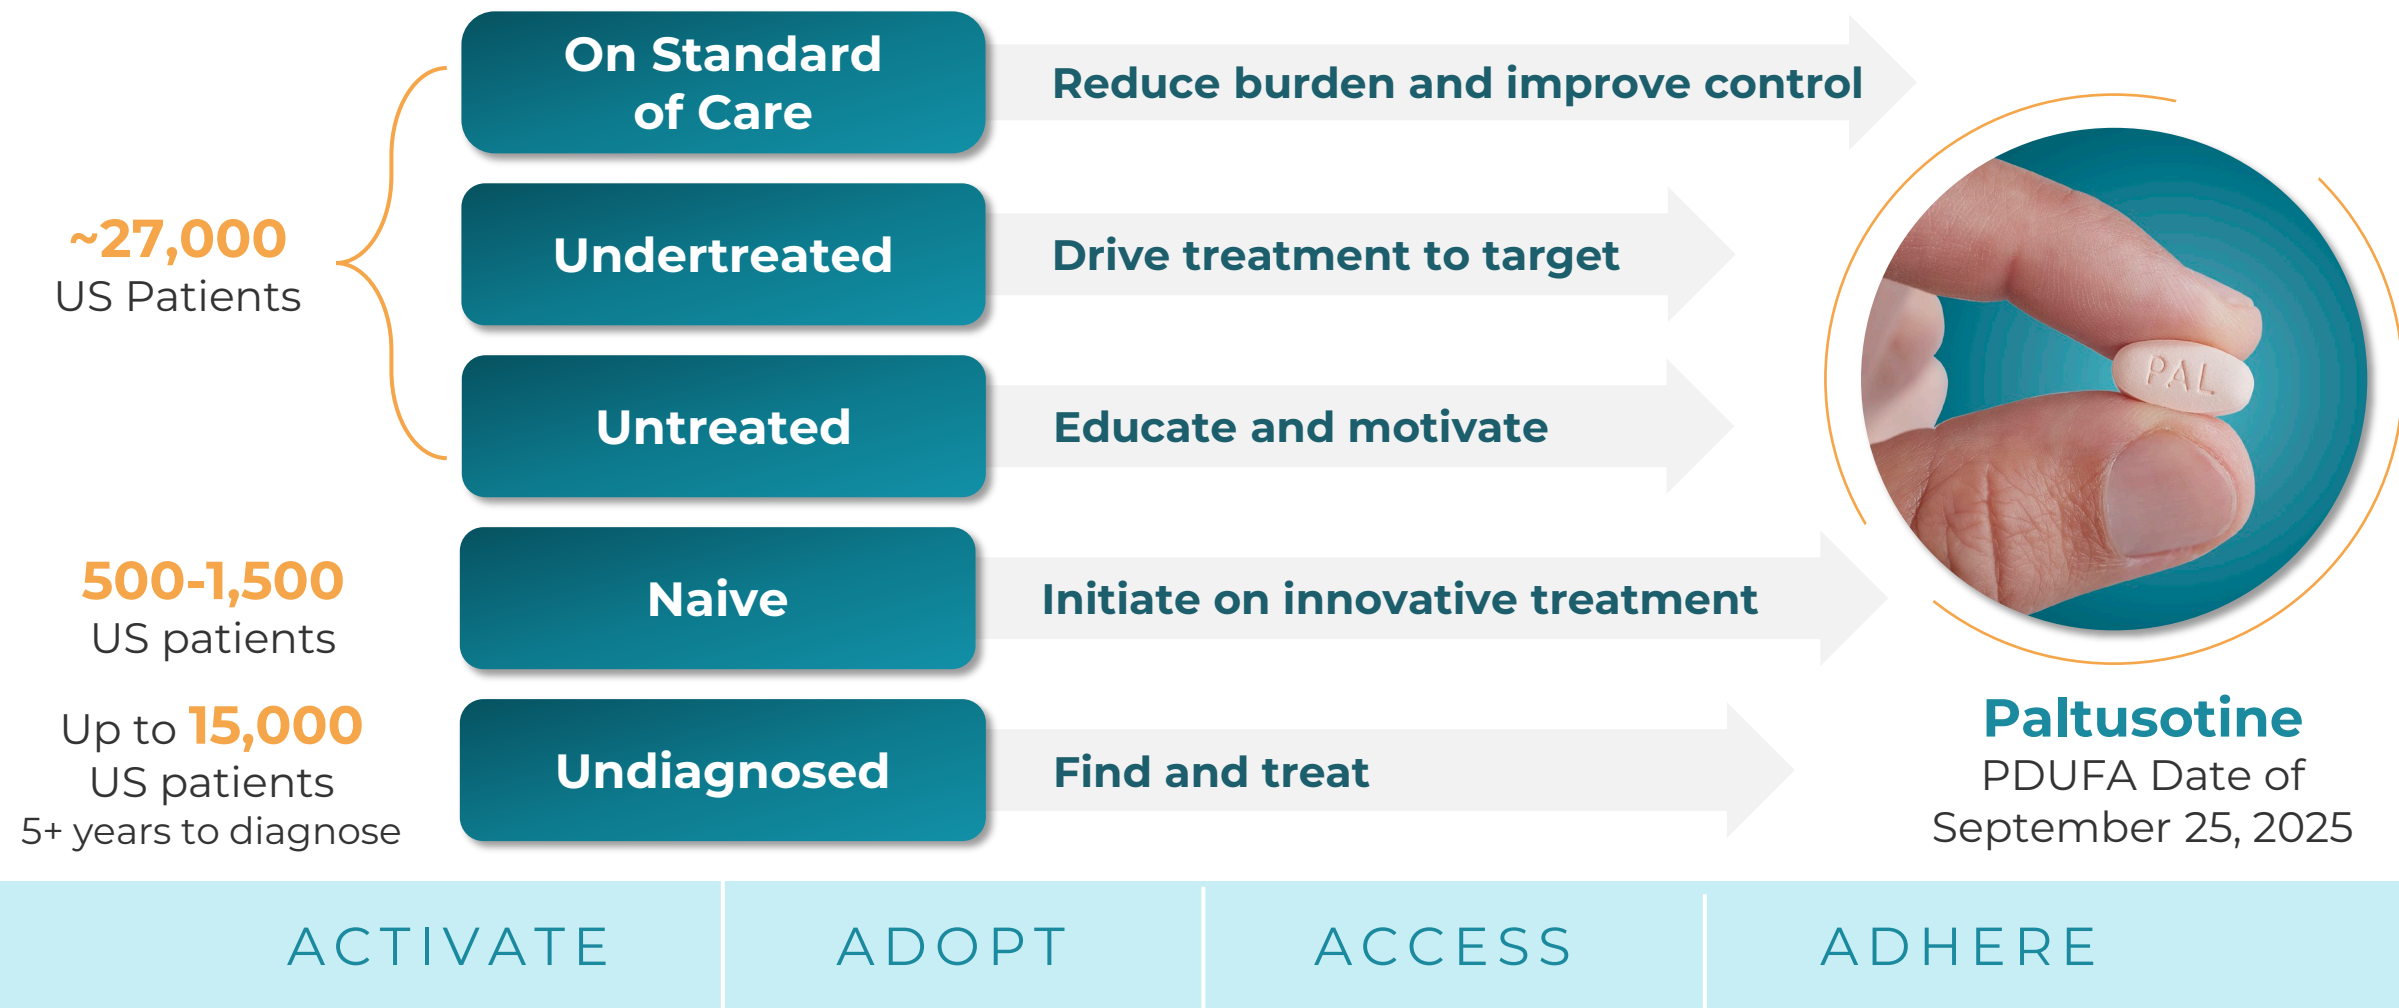 On Standard
of Care
Reduce burden and improve control
~27,000
US Patients
Undertreated
Drive treatment to target
Untreated
Educate and motivate
PAL
500-1,500
US patients
Naive
Initiate on innovative treatment
Up to 15,000
US patients
5+ years to diagnose
Undiagnosed
Find and treat
Paltusotine
PDUFA Date of
September 25, 2025
ACTIVATE
ADOPT
ACCESS
ADHERE